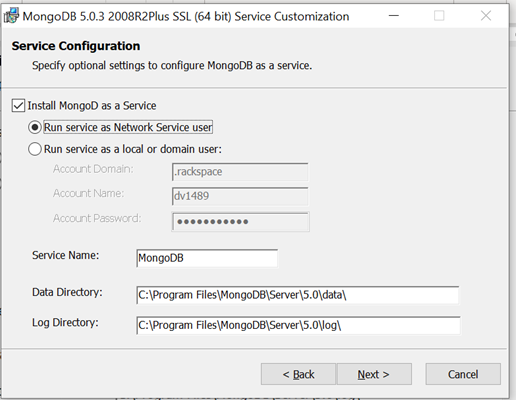 MongoDB 5.0.3 2008R2Plus SSL (64 bit) Service Customization
Service Configuration
Specify optional settings to configure MongoDB as a service.
Install MongoD as a Service
Run service as Network Service user
Run service as a local or domain user:
Account Domain: .rackspace
Account Name: dv1489
Account Password: ●●●●●●●●●●●
Service Name: MongoDB
Data Directory: C:\Program Files\MongoDB\Server\5.0\data\
Log Directory: C:\Program Files\MongoDB\Server\5.0\log\
< Back Next > Cancel